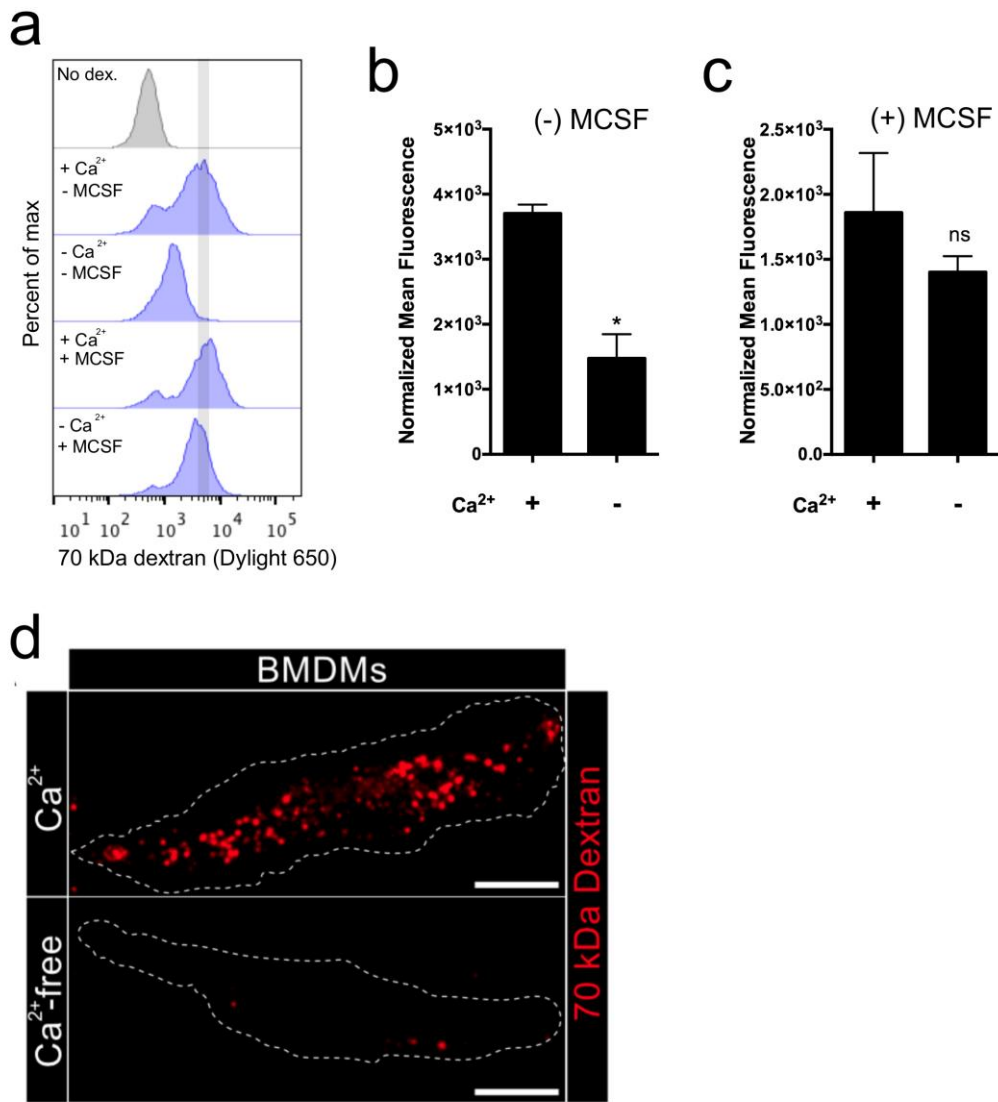 a
No dex.
+ Ca2+
- MCSF
- Ca2+
- MCSF
+ Ca2+
+ MCSF
- Ca2+
+ MCSF
Percent of max
10^1 10^2 10^3 10^4 10^5
70 kDa dextran (Dylight 650)
b
(-) MCSF
Normalized Mean Fluorescence
5×10^3
4×10^3
3×10^3
2×10^3
1×10^3
0
*
Ca2+ + -
c
(+) MCSF
Normalized Mean Fluorescence
2.5×10^3
2.0×10^3
1.5×10^3
1.0×10^3
5.0×10^2
0.0
ns
Ca2+ + -
d
BMDMs
Ca2+
Ca2+-free
70 kDa Dextran